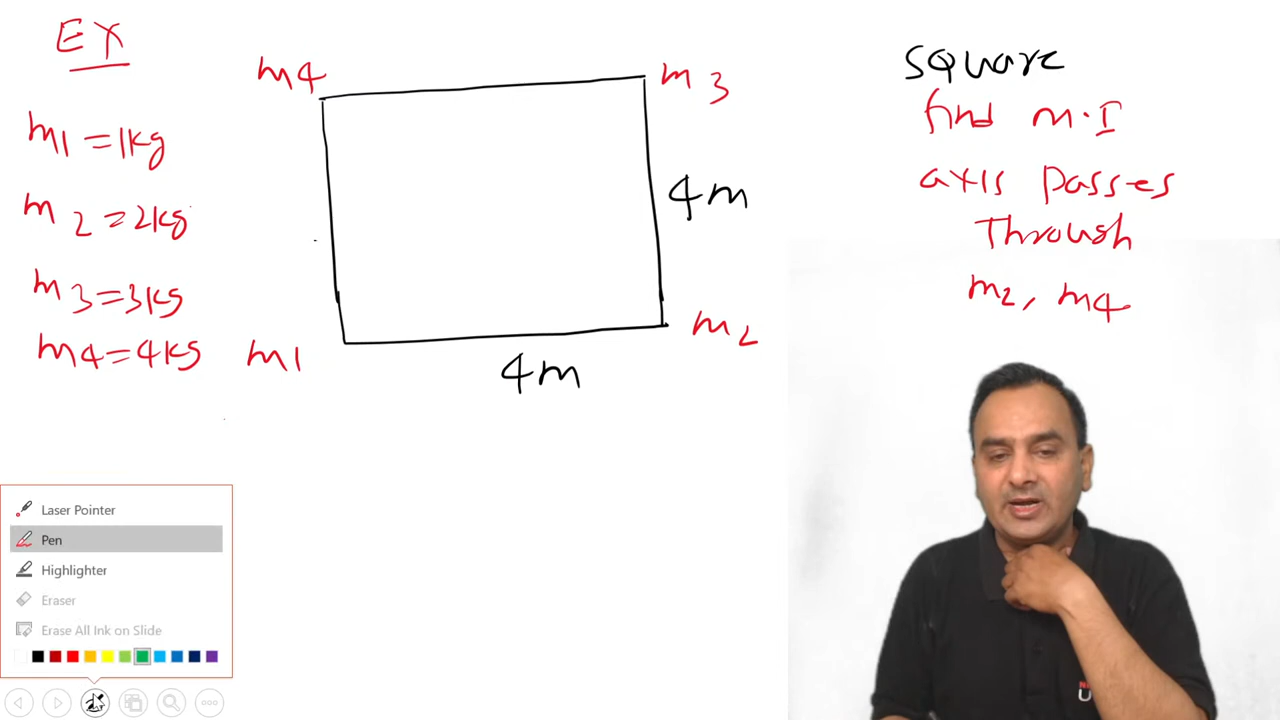 EX
m1 = 1kg
m2 = 2kg
m3 = 3kg
m4 = 4kg
m4
m3
4m
m1
m2
4m
square
find m.I
axis passes
Through
m2, m4
Laser Pointer
Pen
Highlighter
Eraser
Erase All Ink on Slide
U